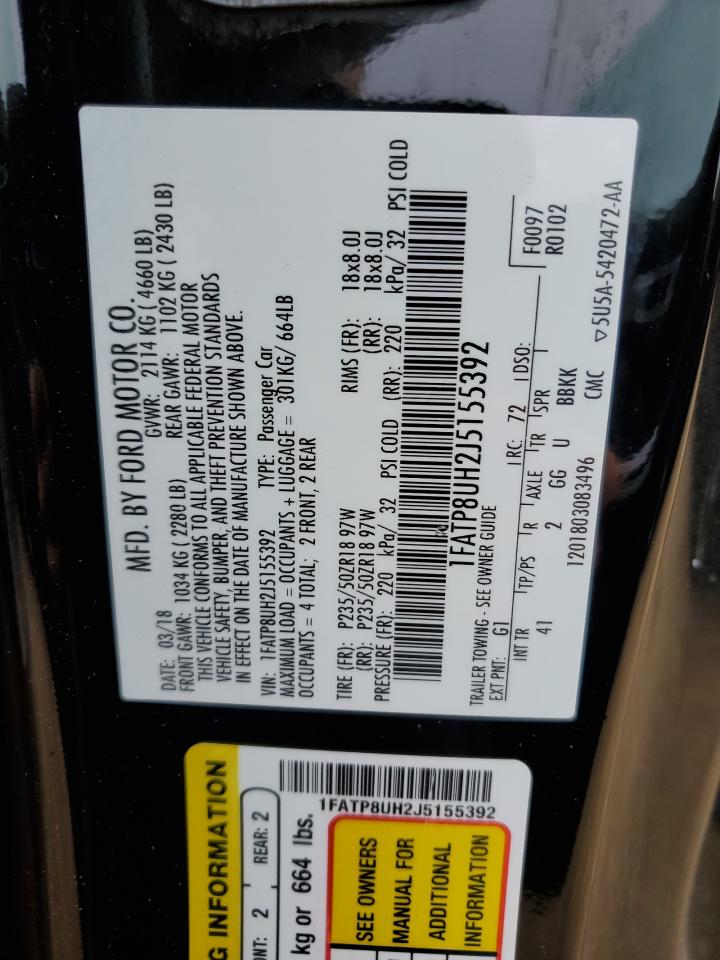 MFD. BY FORD MOTOR CO.
DATE: 03/18 GVWR: 2114 KG ( 4660 LB)
FRONT GAWR: 1034 KG ( 2280 LB) REAR GAWR: 1102 KG ( 2430 LB)
THIS VEHICLE CONFORMS TO ALL APPLICABLE FEDERAL MOTOR
VEHICLE SAFETY, BUMPER, AND THEFT PREVENTION STANDARDS
IN EFFECT ON THE DATE OF MANUFACTURE SHOWN ABOVE.
VIN: 1FATP8UH2J5155392 TYPE: Passenger Car
MAXIMUM LOAD = OCCUPANTS + LUGGAGE = 301KG/ 664LB
OCCUPANTS = 4 TOTAL; 2 FRONT, 2 REAR
TIRE (FR): P235/50ZR18 97W RIMS (FR): 18x8.0J
(RR): P235/50ZR18 97W (RR): 18x8.0J
PRESSURE (FR): 220 kPa/ 32 PSI COLD (RR): 220 kPa/ 32 PSI COLD
1FATP8UH2J5155392
TRAILER TOWING - SEE OWNER GUIDE
EXT PNT: G1 RC: 72 DSO: F0097
R0102
INT TR TP/PS R AXLE TR SPR
41 2 GG U BBKK
1201803083496 CMC ▽5U5A-5420472-AA
G INFORMATION
ONT: 2 REAR: 2
kg or 664 lbs.
1FATP8UH2J5155392
SEE OWNERS
MANUAL FOR
ADDITIONAL
INFORMATION